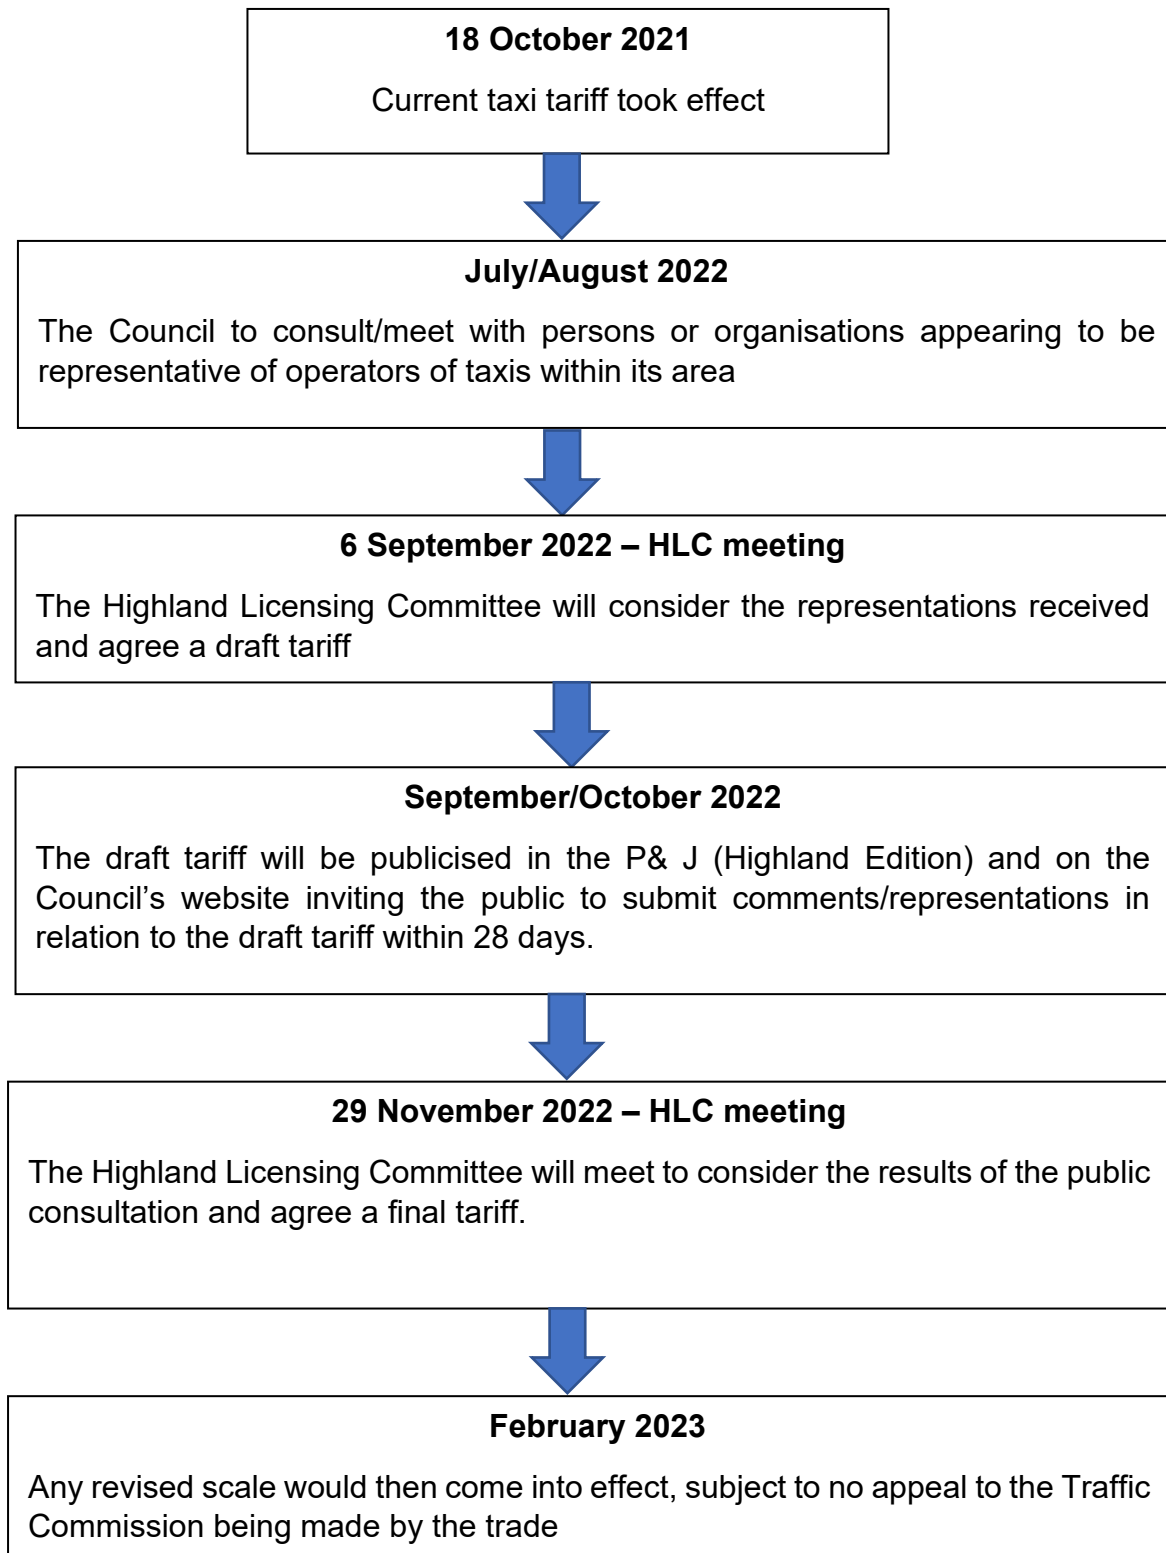 18 October 2021
Current taxi tariff took effect
July/August 2022
The Council to consult/meet with persons or organisations appearing to be
representative of operators of taxis within its area
6 September 2022 – HLC meeting
The Highland Licensing Committee will consider the representations received
and agree a draft tariff
September/October 2022
The draft tariff will be publicised in the P& J (Highland Edition) and on the
Council’s website inviting the public to submit comments/representations in
relation to the draft tariff within 28 days.
29 November 2022 – HLC meeting
The Highland Licensing Committee will meet to consider the results of the public
consultation and agree a final tariff.
February 2023
Any revised scale would then come into effect, subject to no appeal to the Traffic
Commission being made by the trade